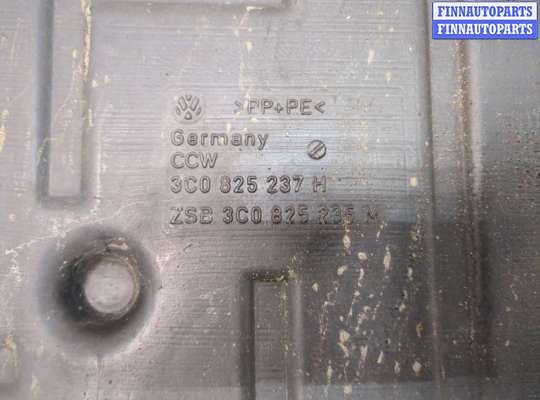 FINNAUTOPARTS
FINNAUTOPARTS
>PP+PE<
Germany
CCW
3C0 825 237 H
ZSB 3C0 825 235